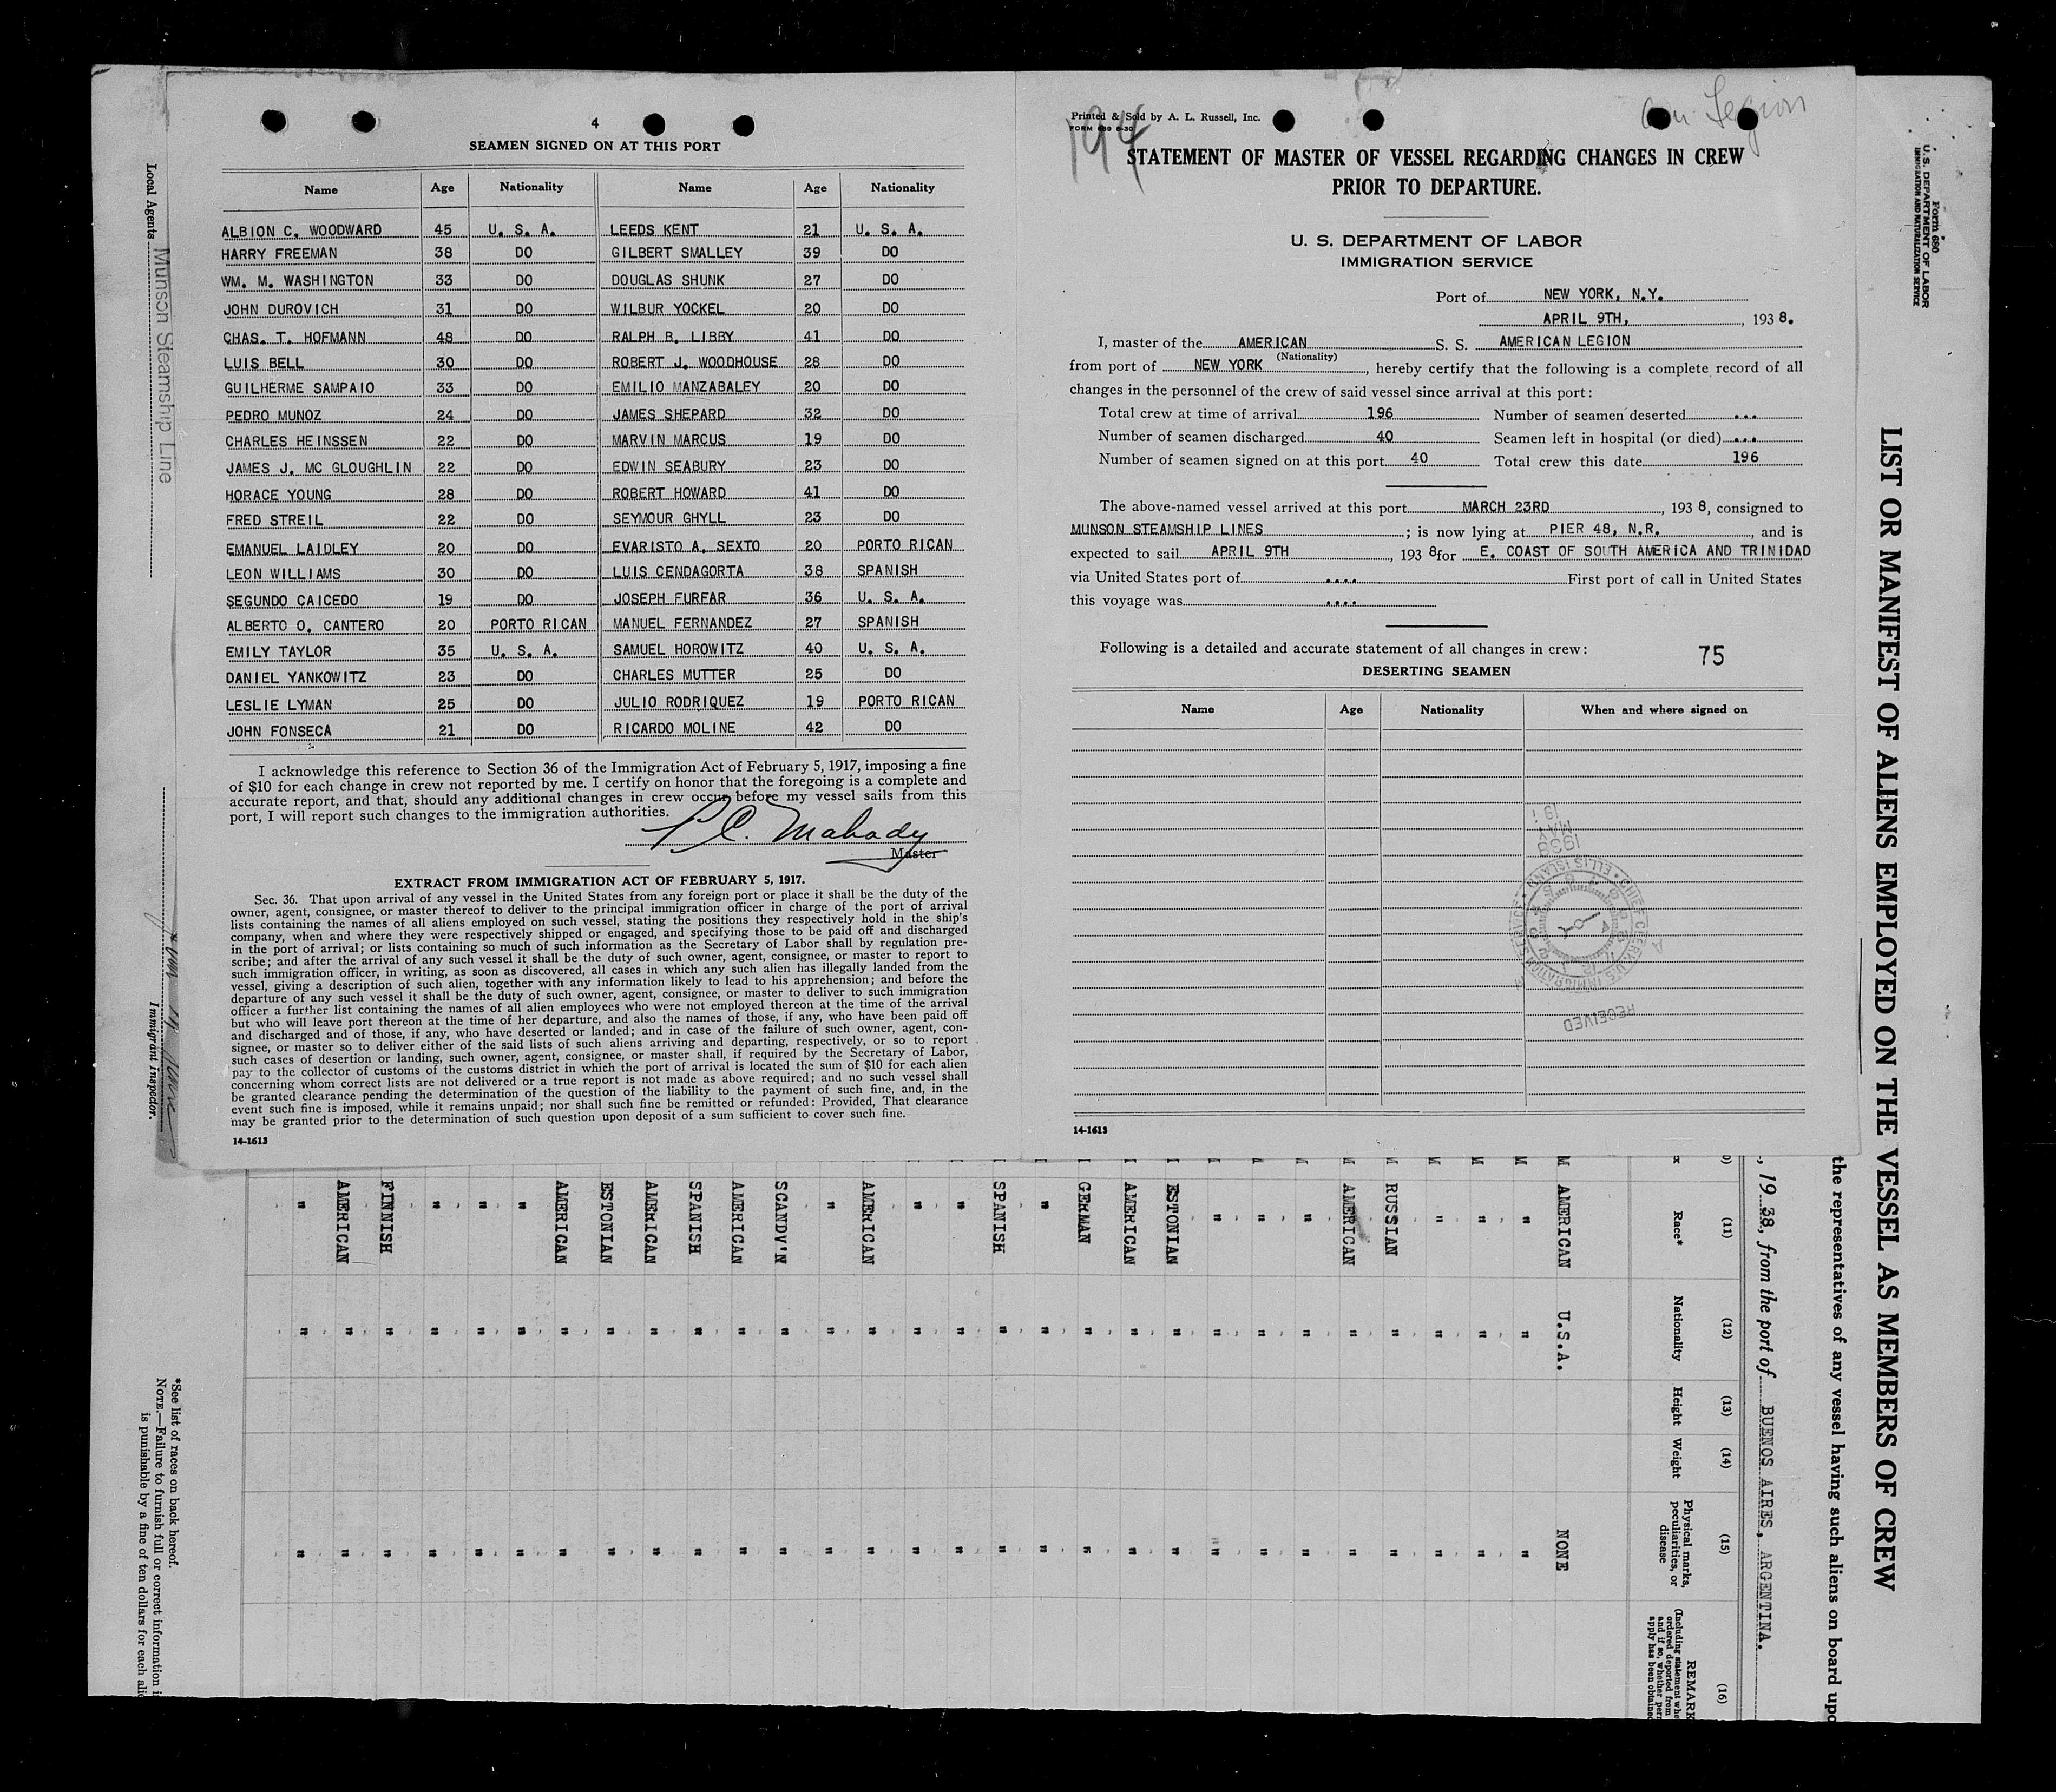 4
SEAMEN SIGNED ON AT THIS PORT
Name Age Nationality Name Age Nationality
ALBION C. WOODWARD 45 U. S. A. LEEDS KENT 21 U. S. A.
HARRY FREEMAN 38 DO GILBERT SMALLEY 39 DO
WM. M. WASHINGTON 33 DO DOUGLAS SHUNK 27 DO
JOHN DUROVICH 31 DO WILBUR YOCKEL 20 DO
CHAS. T. HOFMANN 48 DO RALPH B. LIBBY 41 DO
LUIS BELL 30 DO ROBERT J. WOODHOUSE 28 DO
GUILHERME SAMPAIO 33 DO EMILIO MANZABALEY 20 DO
PEDRO MUNOZ 24 DO JAMES SHEPARD 32 DO
CHARLES HEINSSEN 22 DO MARVIN MARCUS 19 DO
JAMES J. MC GLOUGHLIN 22 DO EDWIN SEABURY 23 DO
HORACE YOUNG 28 DO ROBERT HOWARD 41 DO
FRED STREIL 22 DO SEYMOUR GHYLL 23 DO
EMANUEL LAIDLEY 20 DO EVARISTO A. SEXTO 20 PORTO RICAN
LEON WILLIAMS 30 DO LUIS CENDAGORTA 38 SPANISH
SEGUNDO CAICEDO 19 DO JOSEPH FURFAR 36 U. S. A.
ALBERTO O. CANTERO 20 PORTO RICAN MANUEL FERNANDEZ 27 SPANISH
EMILY TAYLOR 35 U. S. A. SAMUEL HOROWITZ 40 U. S. A.
DANIEL YANKOWITZ 23 DO CHARLES MUTTER 25 DO
LESLIE LYMAN 25 DO JULIO RODRIQUEZ 19 PORTO RICAN
JOHN FONSECA 21 DO RICARDO MOLINE 42 DO
I acknowledge this reference to Section 36 of the Immigration Act of February 5, 1917, imposing a fine
of $10 for each change in crew not reported by me. I certify on honor that the foregoing is a complete and
accurate report, and that, should any additional changes in crew occur before my vessel sails from this
port, I will report such changes to the immigration authorities.
P. C. Mahady
Master
EXTRACT FROM IMMIGRATION ACT OF FEBRUARY 5, 1917.
Sec. 36. That upon arrival of any vessel in the United States from any foreign port or place it shall be the duty of the
owner, agent, consignee, or master thereof to deliver to the principal immigration officer in charge of the port of arrival
lists containing the names of all aliens employed on such vessel, stating the positions they respectively hold in the ship's
company, when and where they were respectively shipped or engaged, and specifying those to be paid off and discharged
in the port of arrival; or lists containing so much of such information as the Secretary of Labor shall by regulation pre-
scribe; and after the arrival of any such vessel it shall be the duty of such owner, agent, consignee, or master to report to
such immigration officer, in writing, as soon as discovered, all cases in which any such alien has illegally landed from the
vessel, giving a description of such alien, together with any information likely to lead to his apprehension; and before the
departure of any such vessel it shall be the duty of such owner, agent, consignee, or master to deliver to such immigration
officer a further list containing the names of all alien employees who were not employed thereon at the time of the arrival
but who will leave port thereon at the time of her departure, and also the names of those, if any, who have been paid off
and discharged and of those, if any, who have deserted or landed; and in case of the failure of such owner, agent, con-
signee, or master so to deliver either of the said lists of such aliens arriving and departing, respectively, or so to report
such cases of desertion or landing, such owner, agent, consignee, or master shall, if required by the Secretary of Labor,
pay to the collector of customs of the customs district in which the port of arrival is located the sum of $10 for each alien
concerning whom correct lists are not delivered or a true report is not made as above required; and no such vessel shall
be granted clearance pending the determination of the question of the liability to the payment of such fine, and, in the
event such fine is imposed, while it remains unpaid; nor shall such fine be remitted or refunded: Provided, That clearance
may be granted prior to the determination of such question upon deposit of a sum sufficient to cover such fine.
14-1613
Printed & Sold by A. L. Russell, Inc.
FORM 689 8-30
194
Am Legion
STATEMENT OF MASTER OF VESSEL REGARDING CHANGES IN CREW
PRIOR TO DEPARTURE.
U. S. DEPARTMENT OF LABOR
IMMIGRATION SERVICE
Port of NEW YORK, N.Y.
APRIL 9TH, , 193 8.
I, master of the AMERICAN S. S. AMERICAN LEGION
(Nationality)
from port of NEW YORK , hereby certify that the following is a complete record of all
changes in the personnel of the crew of said vessel since arrival at this port:
Total crew at time of arrival 196 Number of seamen deserted ...
Number of seamen discharged 40 Seamen left in hospital (or died) ...
Number of seamen signed on at this port 40 Total crew this date 196
The above-named vessel arrived at this port MARCH 23RD , 193 8, consigned to
MUNSON STEAMSHIP LINES ; is now lying at PIER 48, N.R. , and is
expected to sail APRIL 9TH , 193 8 for E. COAST OF SOUTH AMERICA AND TRINIDAD
via United States port of .... First port of call in United States
this voyage was ....
Following is a detailed and accurate statement of all changes in crew: 75
DESERTING SEAMEN
Name Age Nationality When and where signed on
RECEIVED
CHIEF CLERK U.S. IMMIGRATION SERVICE ELLIS ISLAND
1938
MAY
14-1613
Form 680
U. S. DEPARTMENT OF LABOR
IMMIGRATION AND NATURALIZATION SERVICE
LIST OR MANIFEST OF ALIENS EMPLOYED ON THE VESSEL AS MEMBERS OF CREW
the representatives of any vessel having such aliens on board upo
, 19 38, from the port of BUENOS AIRES, ARGENTINA.
(11) (12) (13) (14) (15) (16)
Race* Nationality Height Weight Physical marks, peculiarities, or disease REMARK
M AMERICAN U.S.A. NONE
M " " "
M " " "
M " " "
M RUSSIAN " "
M AMERICAN " "
" " "
" " "
" " "
ESTONIAN " "
AMERICAN " "
GERMAN " "
" " "
SPANISH " "
" " "
" " "
AMERICAN " "
" " "
SCANDV'N " "
AMERICAN " "
SPANISH " "
AMERICAN " "
ESTONIAN " "
AMERICAN " "
" " "
" " "
" " "
FINNISH " "
AMERICAN " "
" " "
*See list of races on back hereof.
NOTE.—Failure to furnish full or correct information i
is punishable by a fine of ten dollars for each ali
Local Agents Munson Steamship Line
Immigrant Inspector.